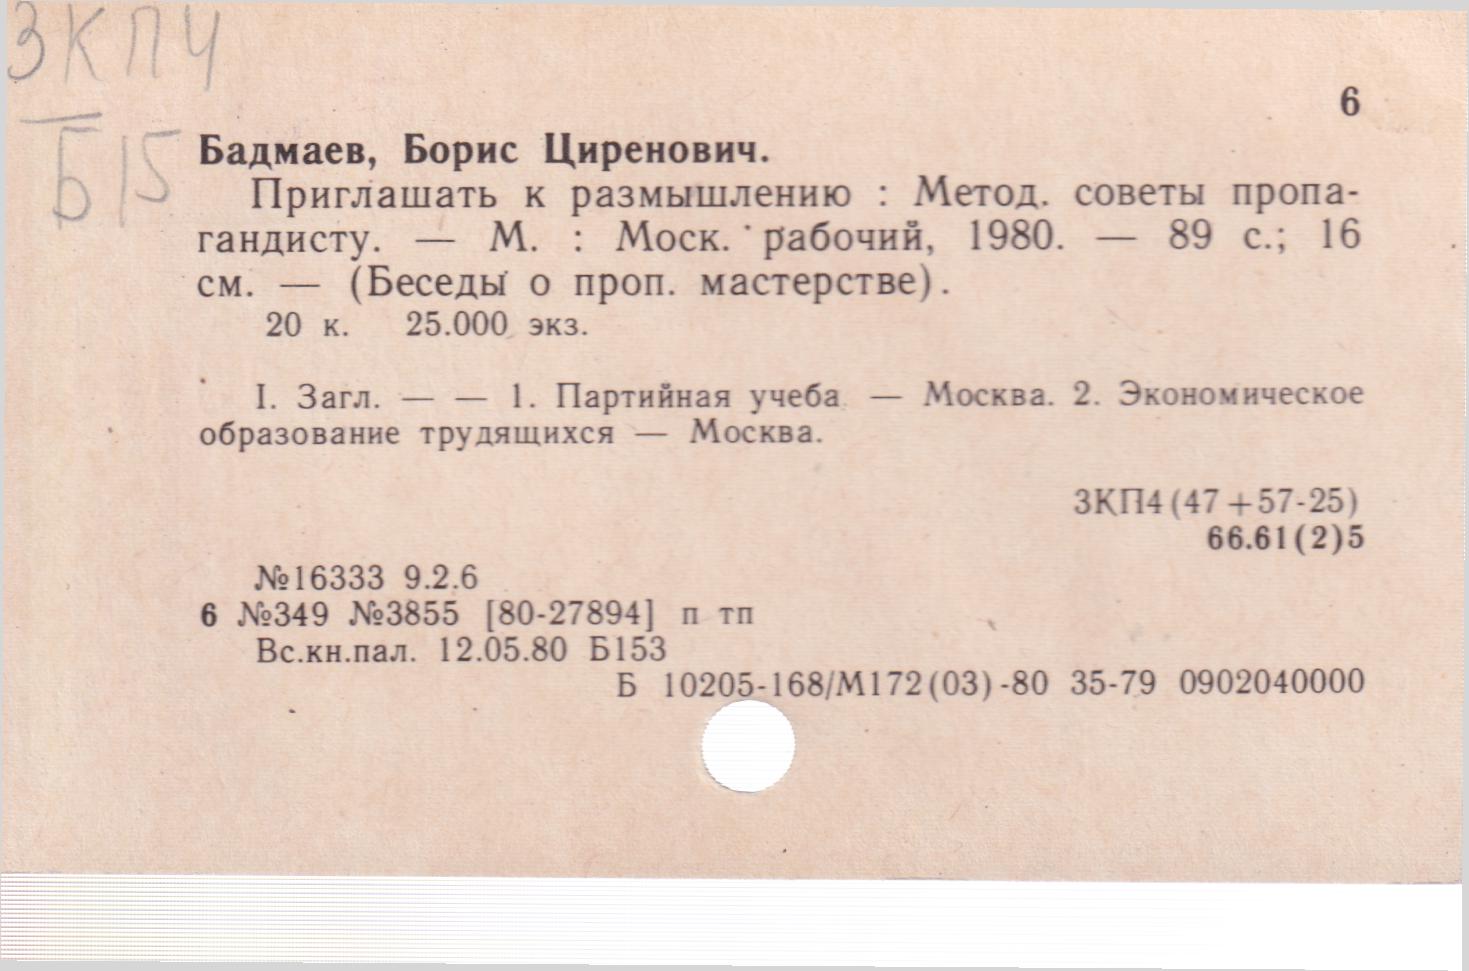 3КП4
Б15
6
Бадмаев, Борис Циренович.
Приглашать к размышлению : Метод. советы пропа-
гандисту. — М. : Моск. рабочий, 1980. — 89 с.; 16
см. — (Беседы о проп. мастерстве).
20 к. 25.000 экз.
I. Загл. — — 1. Партийная учеба — Москва. 2. Экономическое
образование трудящихся — Москва.
3КП4(47+57-25)
66.61(2)5
№16333 9.2.6
6 №349 №3855 [80-27894] п тп
Вс.кн.пал. 12.05.80 Б153
Б 10205-168/М172(03)-80 35-79 0902040000